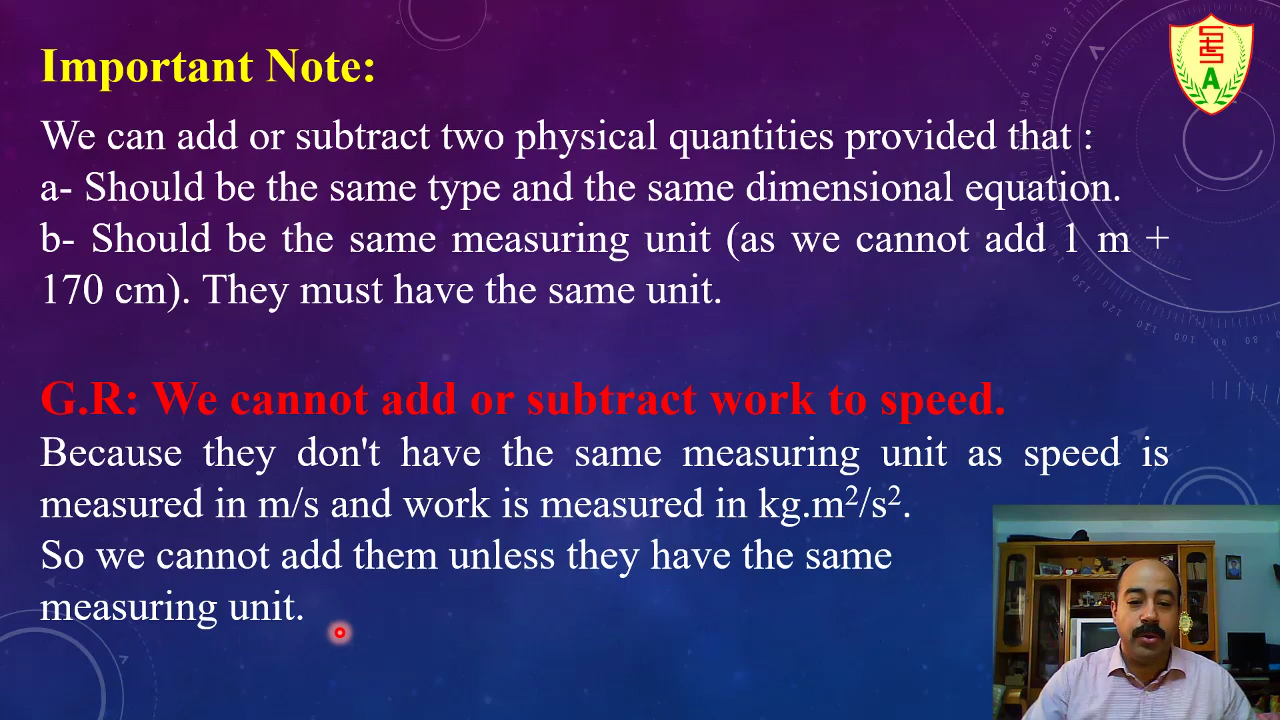 Important Note:
We can add or subtract two physical quantities provided that :
a- Should be the same type and the same dimensional equation.
b- Should be the same measuring unit (as we cannot add 1 m +
170 cm). They must have the same unit.
G.R: We cannot add or subtract work to speed.
Because they don't have the same measuring unit as speed is
measured in m/s and work is measured in kg.m²/s².
So we cannot add them unless they have the same
measuring unit.